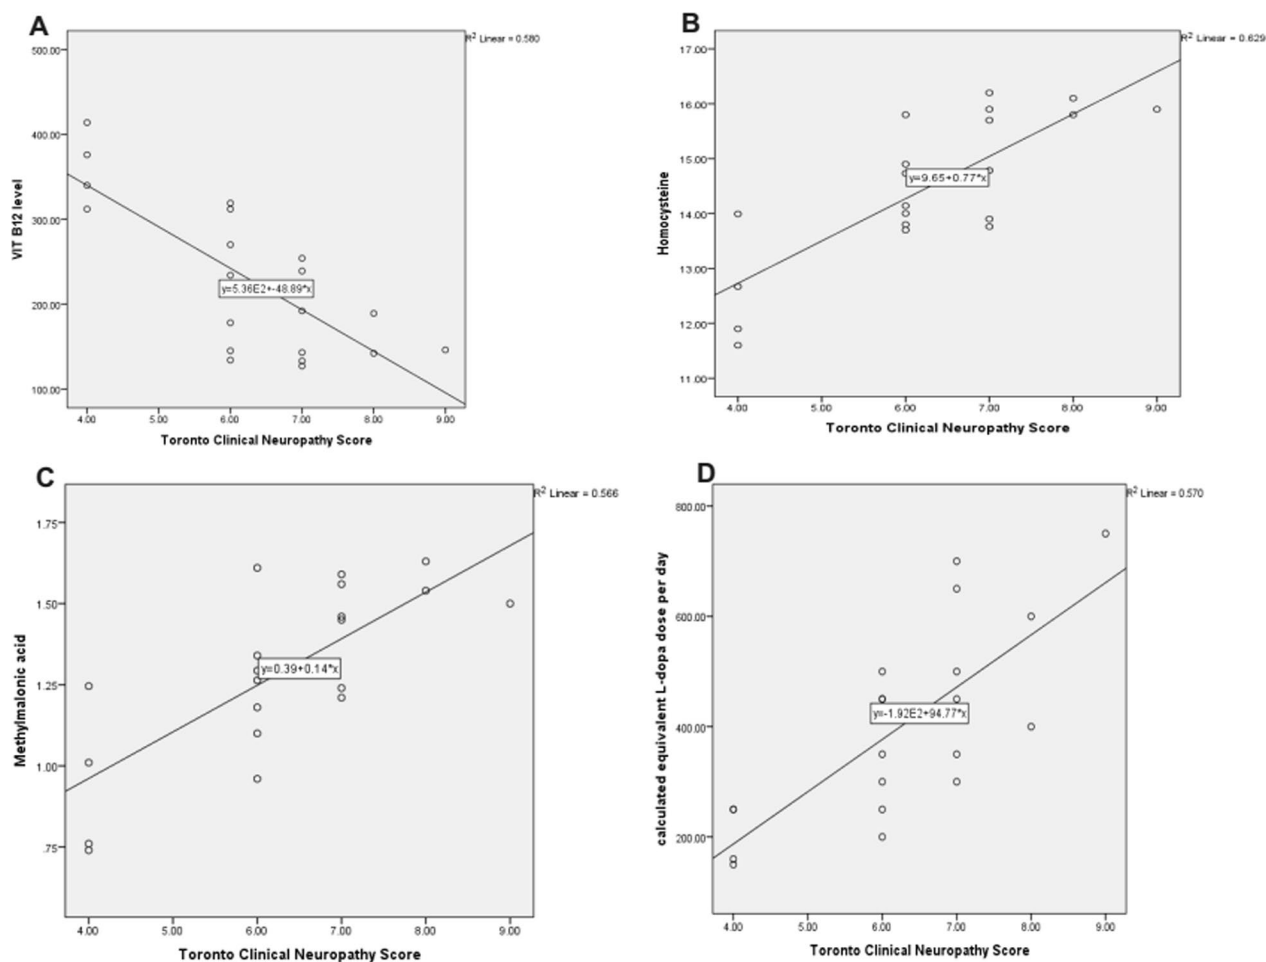 A
R² Linear = 0.580
500.00
400.00
300.00
200.00
100.00
VIT B12 level
y=5.36E2+-48.89*x
4.00 5.00 6.00 7.00 8.00 9.00
Toronto Clinical Neuropathy Score
B
R² Linear = 0.629
17.00
16.00
15.00
14.00
13.00
12.00
11.00
Homocysteine
y=9.65+0.77*x
4.00 5.00 6.00 7.00 8.00 9.00
Toronto Clinical Neuropathy Score
C
R² Linear = 0.566
1.75
1.50
1.25
1.00
.75
Methylmalonic acid
y=0.39+0.14*x
4.00 5.00 6.00 7.00 8.00 9.00
Toronto Clinical Neuropathy Score
D
R² Linear = 0.570
800.00
600.00
400.00
200.00
calculated equivalent L-dopa dose per day
y=-1.92E2+94.77*x
4.00 5.00 6.00 7.00 8.00 9.00
Toronto Clinical Neuropathy Score